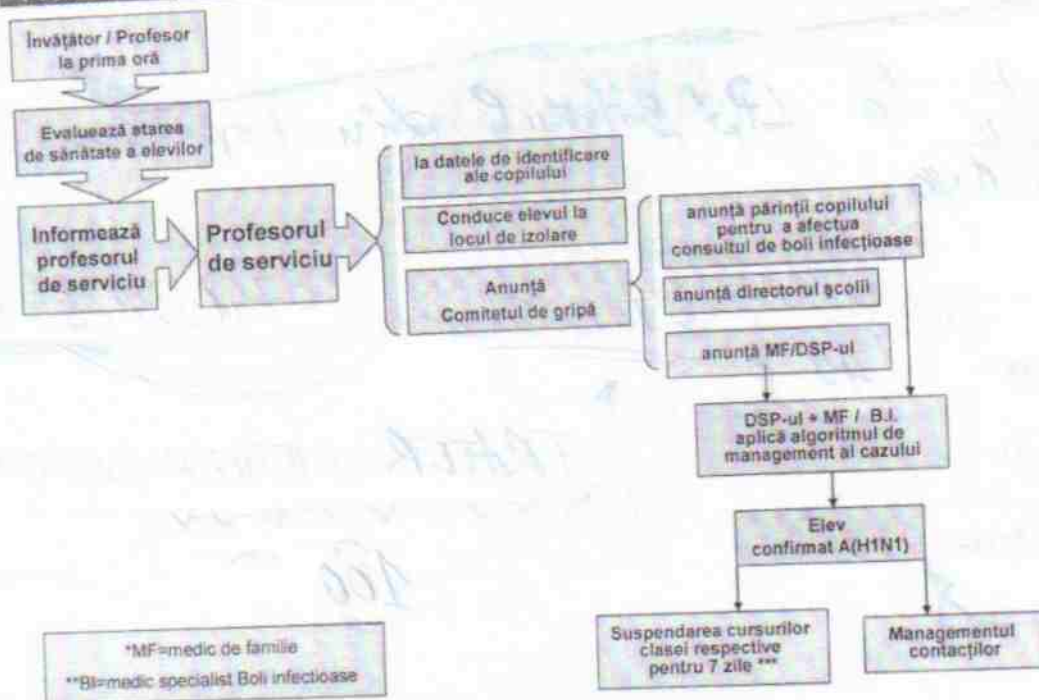 Învățător / Profesor
la prima oră
Evaluează starea
de sănătate a elevilor
Informează
profesorul
de serviciu
Profesorul
de serviciu
Ia datele de identificare
ale copilului
Conduce elevul la
locul de izolare
Anunță
Comitetul de gripă
anunță părinții copilului
pentru a afectua
consultul de boli infecțioase
anunță directorul școlii
anunță MF/DSP-ul
DSP-ul + MF / B.I.
aplică algoritmul de
management al cazului
Elev
confirmat A(H1N1)
Suspendarea cursurilor
clasei respective
pentru 7 zile ***
Managementul
contacților
*MF=medic de familie
**BI=medic specialist Boli infectioase